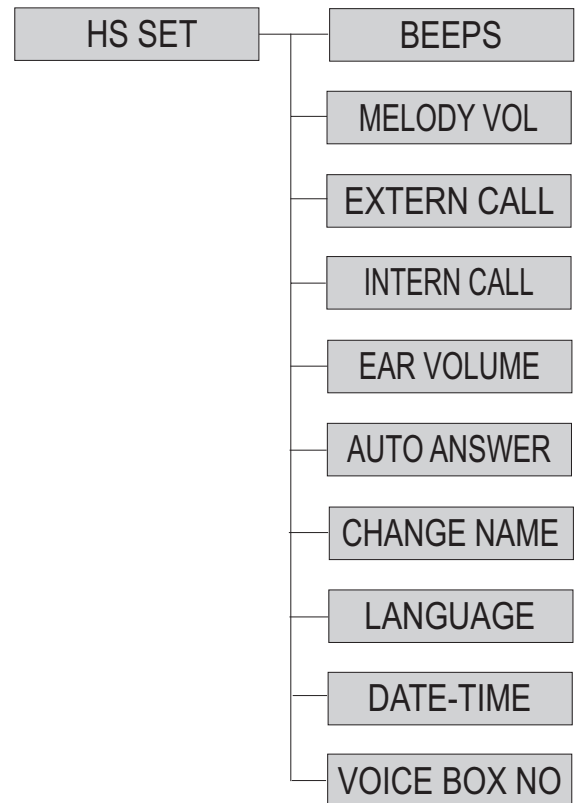 HS SET
BEEPS
MELODY VOL
EXTERN CALL
INTERN CALL
EAR VOLUME
AUTO ANSWER
CHANGE NAME
LANGUAGE
DATE-TIME
VOICE BOX NO